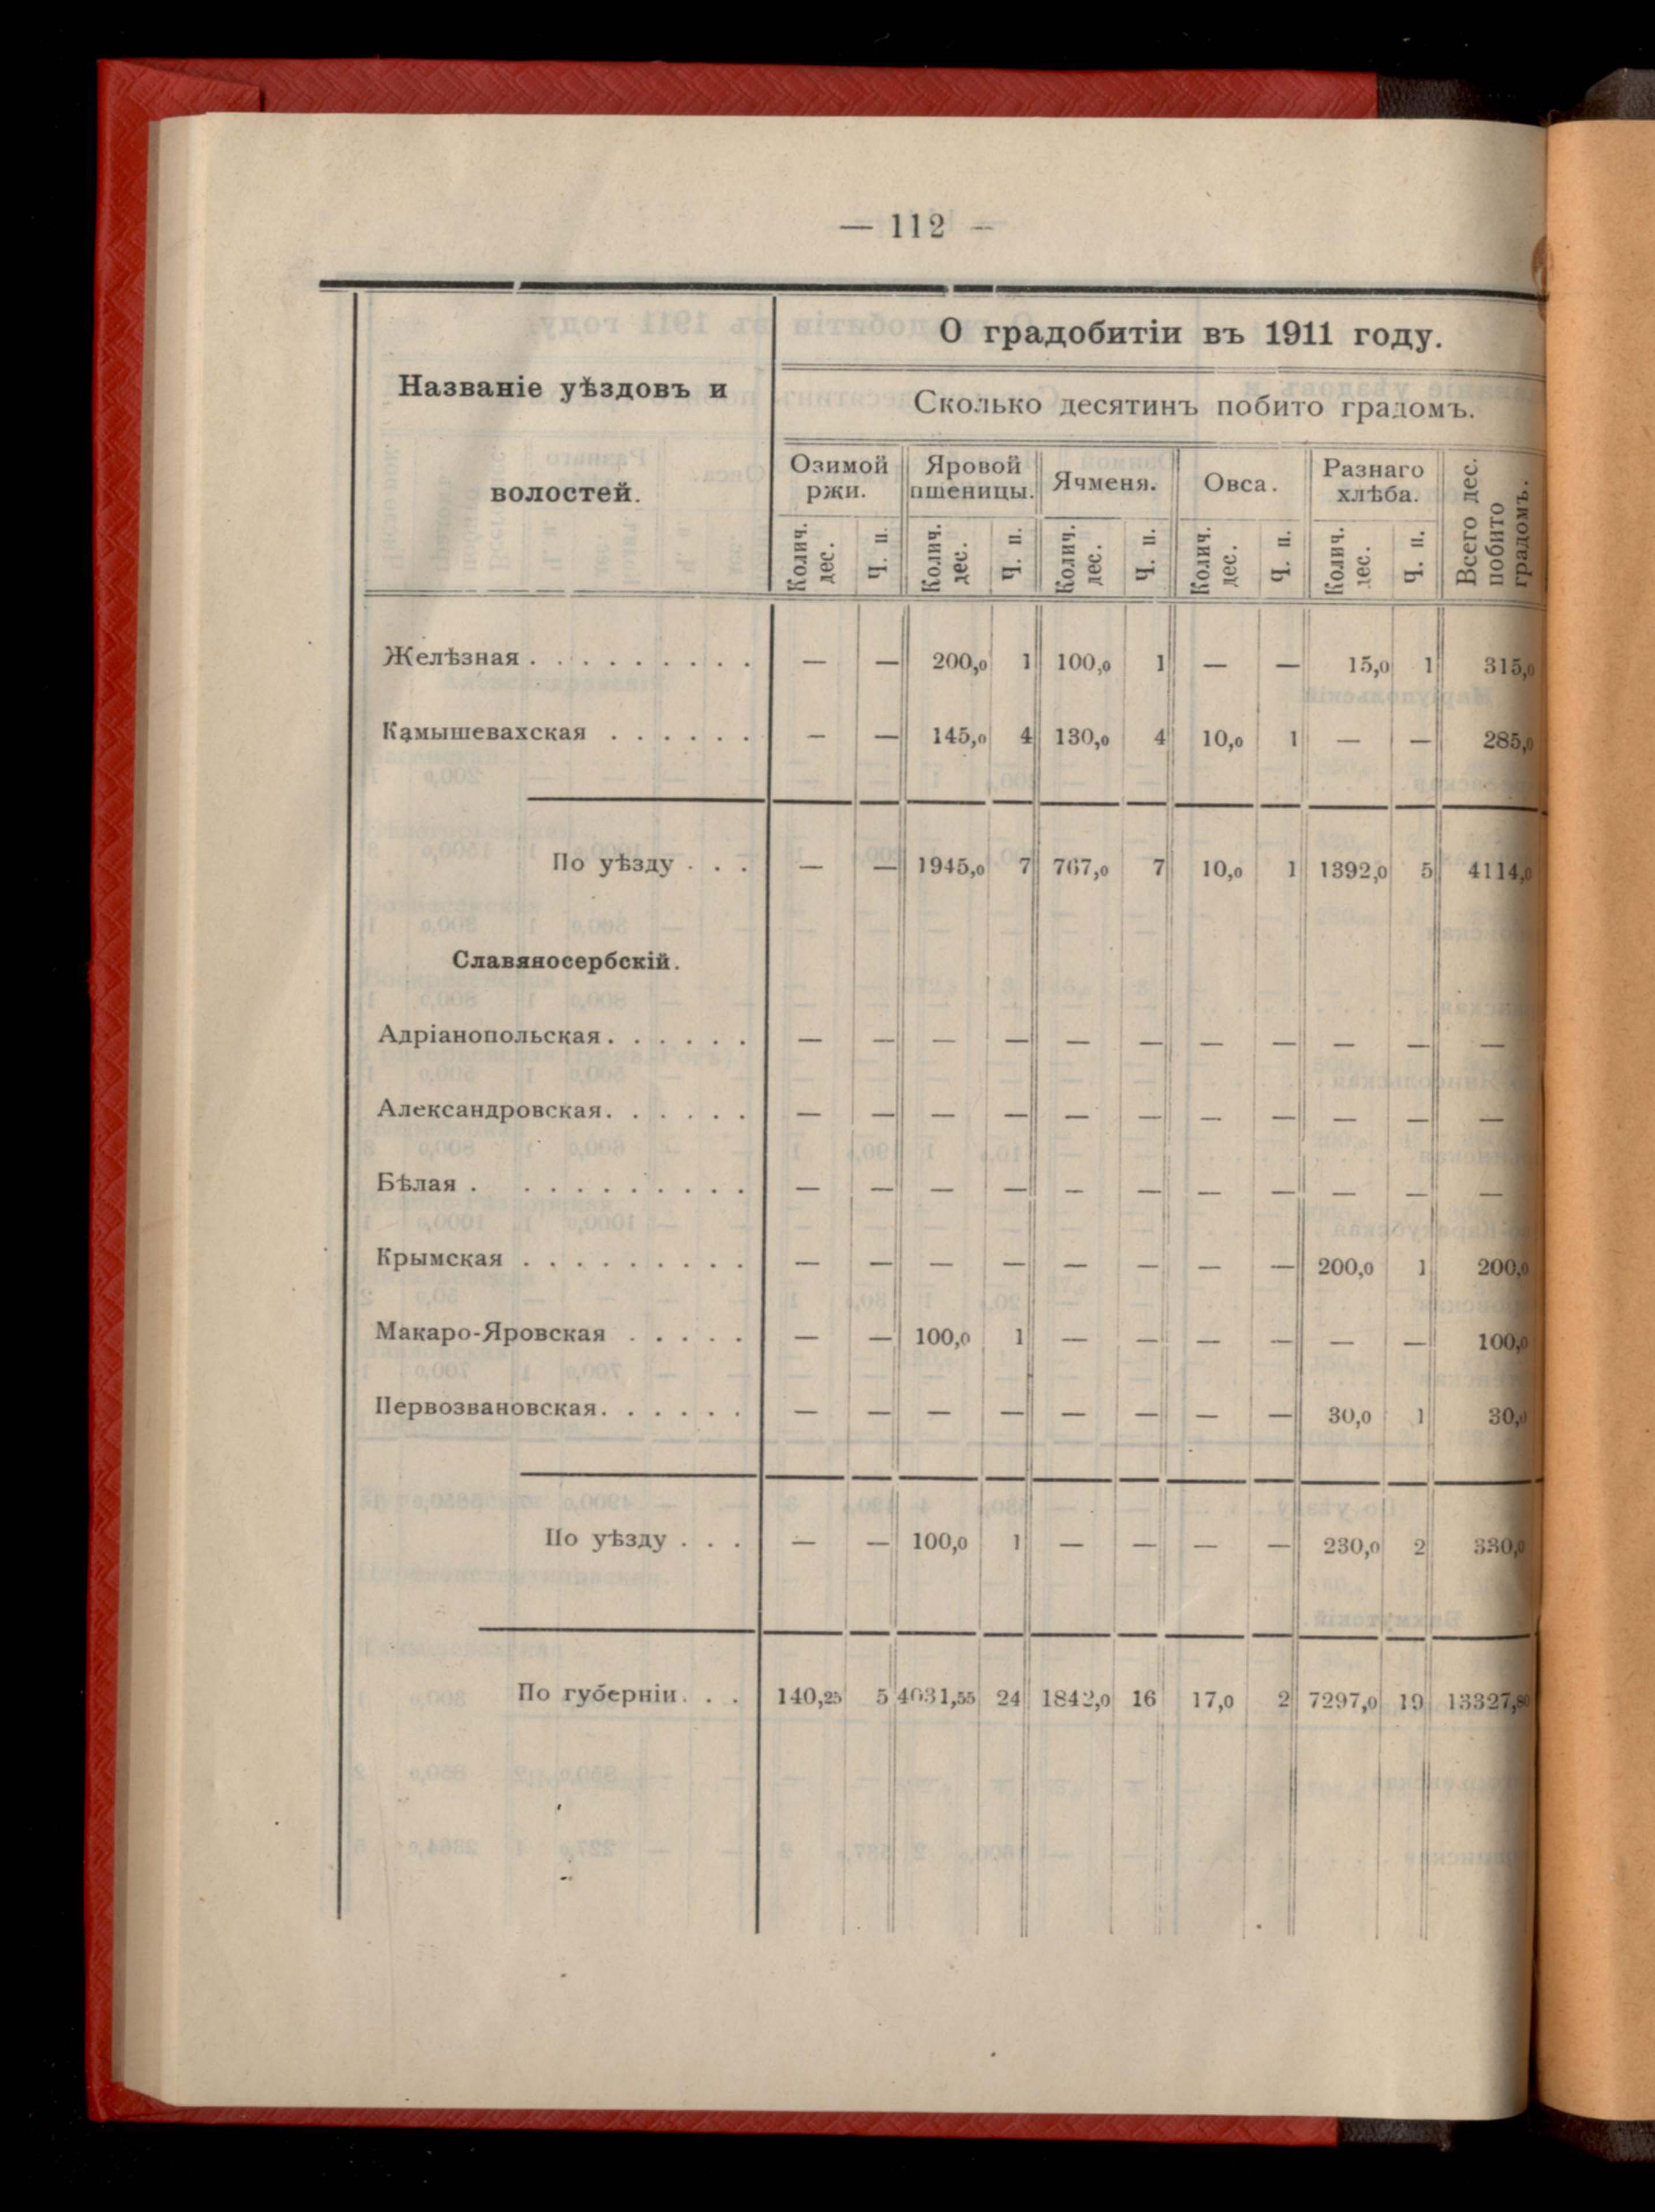 — 112 —
Названіе уѣздовъ и волостей.
О градобитіи въ 1911 году.
Сколько десятинъ побито градомъ.
Озимой ржи. Яровой пшеницы. Ячменя. Овса. Разнаго хлѣба. Всего дес. побито градомъ.
Колич. дес. Ч. п. Колич. дес. Ч. п. Колич. дес. Ч. п. Колич. дес. Ч. п. Колич. дес. Ч. п.
Желѣзная . . . . . . . . . — — 200,0 1 100,0 1 — — 15,0 1 315,0
Камышевахская . . . . . . — — 145,0 4 130,0 4 10,0 1 — — 285,0
По уѣзду . . . — — 1945,0 7 767,0 7 10,0 1 1392,0 5 4114,0
Славяносербскій.
Адріанопольская . . . . . . — — — — — — — — — — —
Александровская . . . . . . — — — — — — — — — — —
Бѣлая . . . . . . . . . . — — — — — — — — — — —
Крымская . . . . . . . . . — — — — — — — — 200,0 1 200,0
Макаро-Яровская . . . . . — — 100,0 1 — — — — — — 100,0
Первозвановская . . . . . . — — — — — — — — 30,0 1 30,0
По уѣзду . . . — — 100,0 1 — — — — 230,0 2 330,0
По губерніи . . . 140,25 5 4031,55 24 1842,0 16 17,0 2 7297,0 19 13327,80